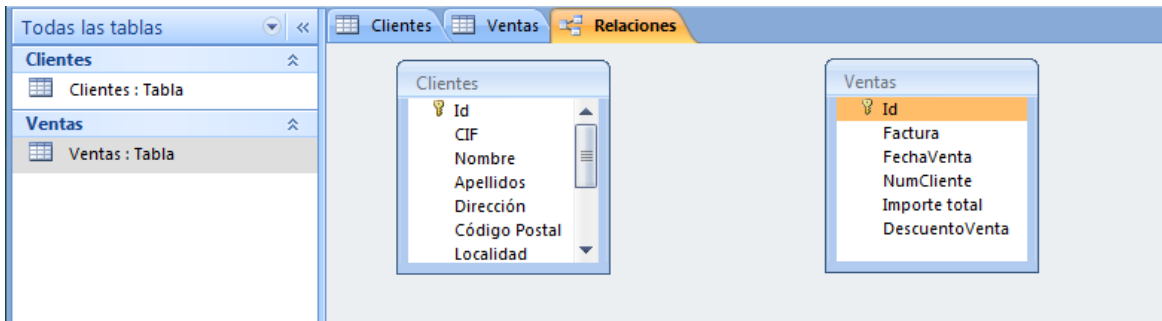 Todas las tablas
Clientes
Clientes : Tabla
Ventas
Ventas : Tabla
Clientes Ventas Relaciones
Clientes
Id
CIF
Nombre
Apellidos
Dirección
Código Postal
Localidad
Ventas
Id
Factura
FechaVenta
NumCliente
Importe total
DescuentoVenta